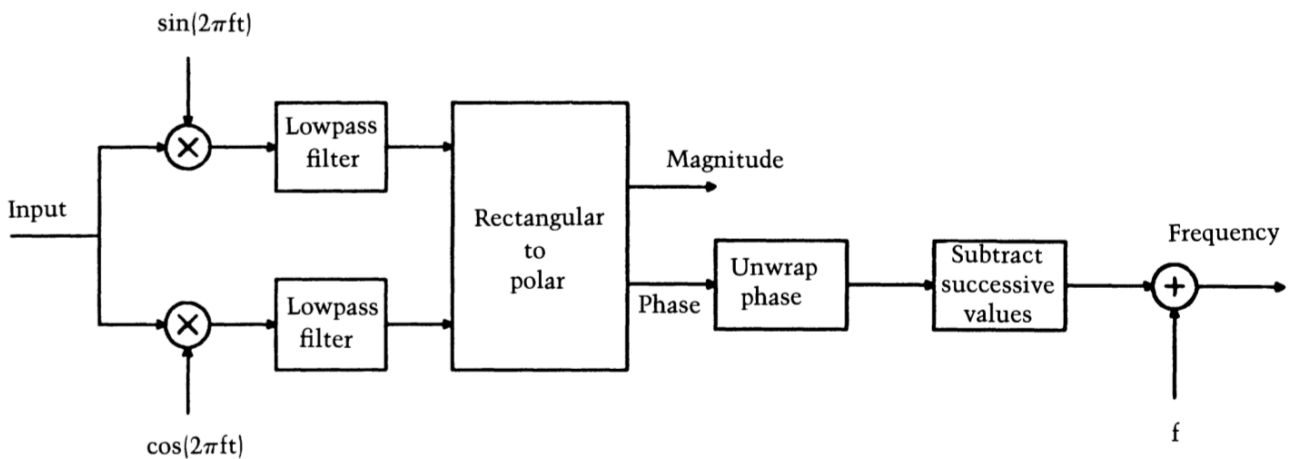 sin(2πft)
Lowpass
filter
Magnitude
Input
Rectangular
to
polar
Frequency
Unwrap
phase
Subtract
successive
values
Phase
Lowpass
filter
cos(2πft)
f